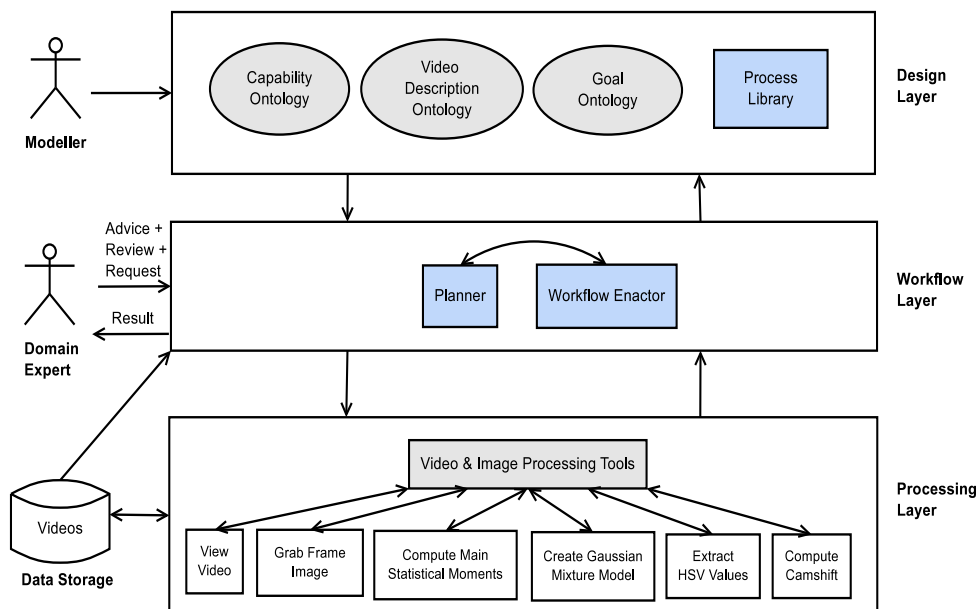 Capability
Ontology
Video
Description
Ontology
Goal
Ontology
Process
Library
Design
Layer
Modeller
Advice +
Review +
Request
Result
Domain
Expert
Planner
Workflow Enactor
Workflow
Layer
Video & Image Processing Tools
Processing
Layer
Videos
Data Storage
View
Video
Grab Frame
Image
Compute Main
Statistical Moments
Create Gaussian
Mixture Model
Extract
HSV Values
Compute
Camshift